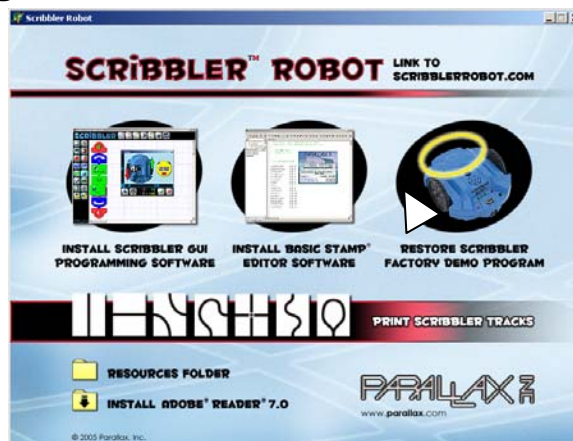 Scribbler Robot
SCRIBBLER™ ROBOT
LINK TO
SCRIBBLERROBOT.COM
INSTALL SCRIBBLER GUI
PROGRAMMING SOFTWARE
INSTALL BASIC STAMP®
EDITOR SOFTWARE
RESTORE SCRIBBLER
FACTORY DEMO PROGRAM
PRINT SCRIBBLER TRACKS
RESOURCES FOLDER
INSTALL ADOBE® READER® 7.0
PARALLAX
www.parallax.com
© 2005 Parallax, Inc.